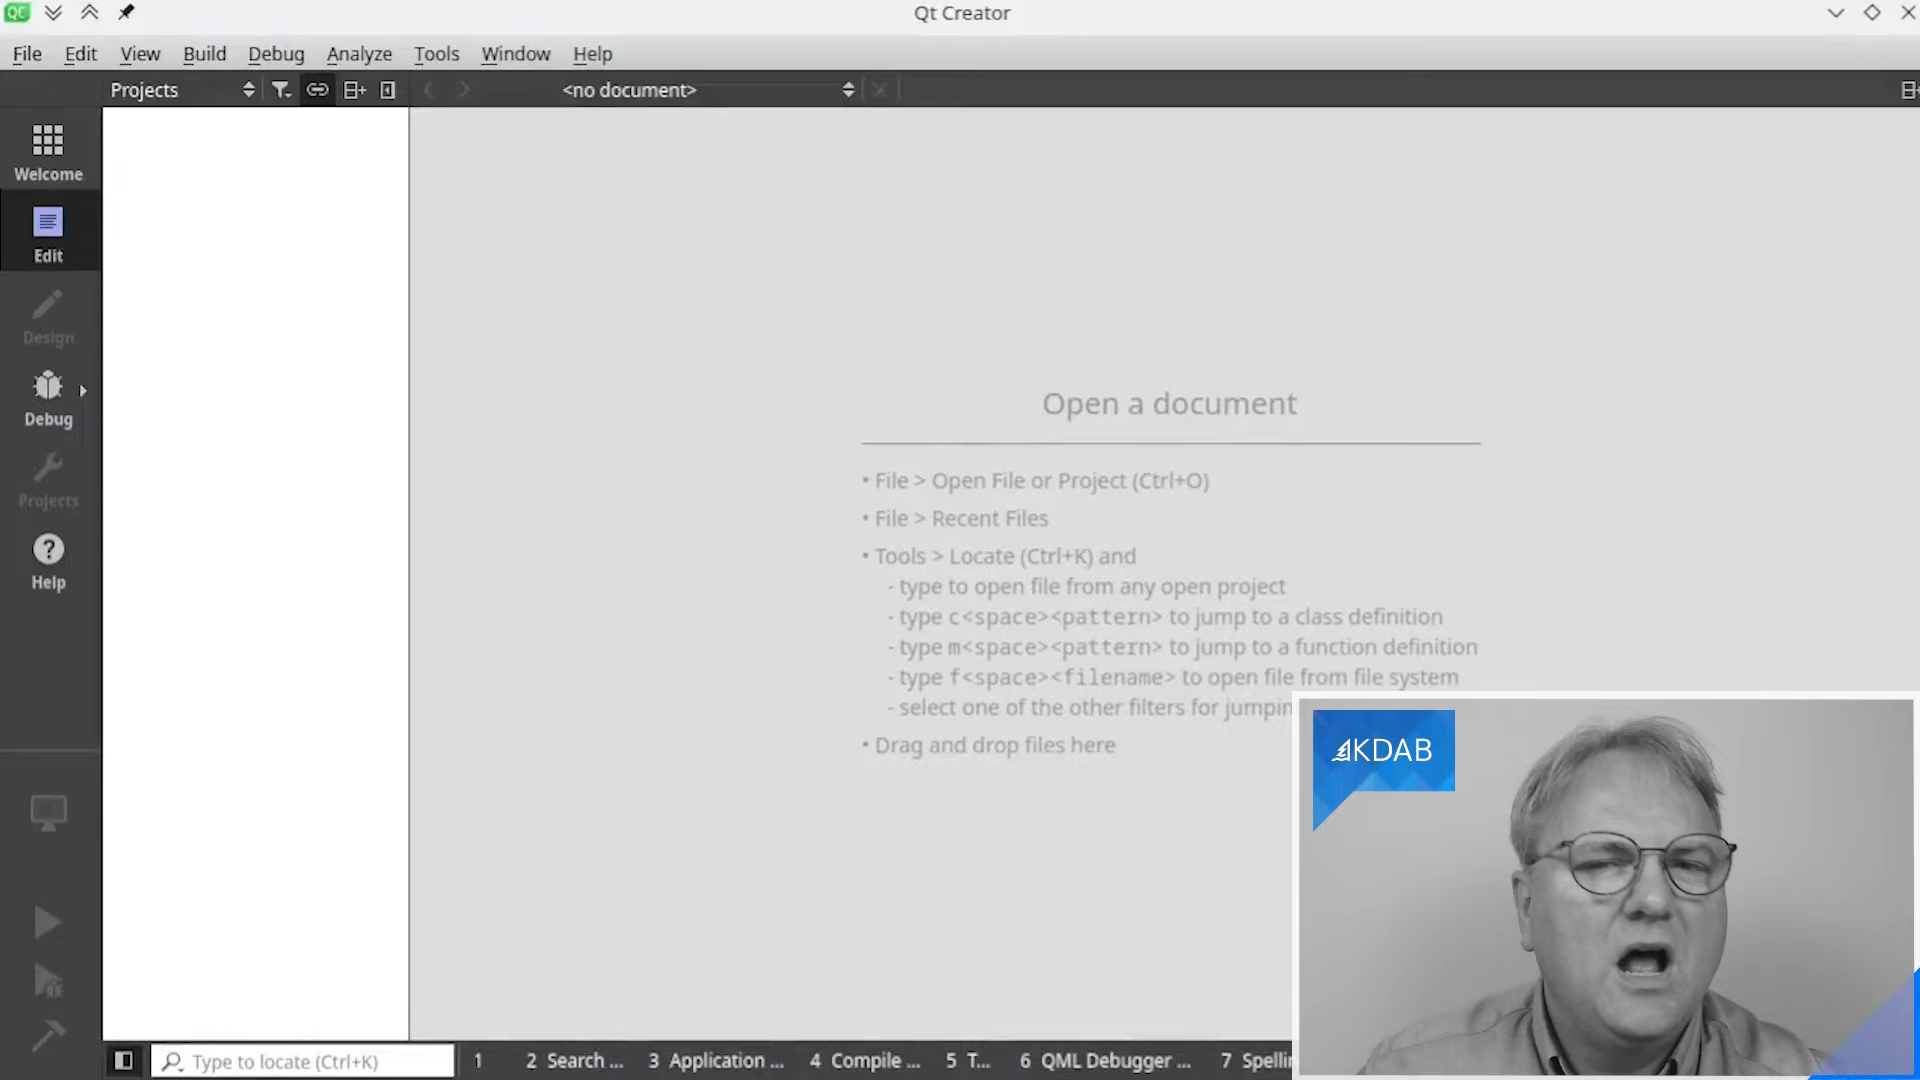 Qt Creator
File Edit View Build Debug Analyze Tools Window Help
Projects <no document>
Welcome
Edit
Design
Debug
Projects
Help
Open a document
• File > Open File or Project (Ctrl+O)
• File > Recent Files
• Tools > Locate (Ctrl+K) and
- type to open file from any open project
- type c<space><pattern> to jump to a class definition
- type m<space><pattern> to jump to a function definition
- type f<space><filename> to open file from file system
- select one of the other filters for jumpin
• Drag and drop files here
KDAB
Type to locate (Ctrl+K) 1 2 Search ... 3 Application ... 4 Compile ... 5 T... 6 QML Debugger ... 7 Spellin